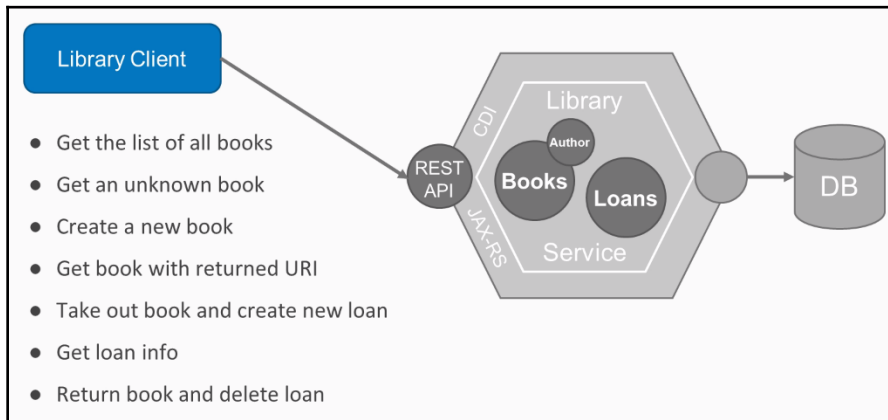 Library Client
● Get the list of all books
● Get an unknown book
● Create a new book
● Get book with returned URI
● Take out book and create new loan
● Get loan info
● Return book and delete loan
REST
API
CDI
JAX-RS
Library
Author
Books
Loans
Service
DB